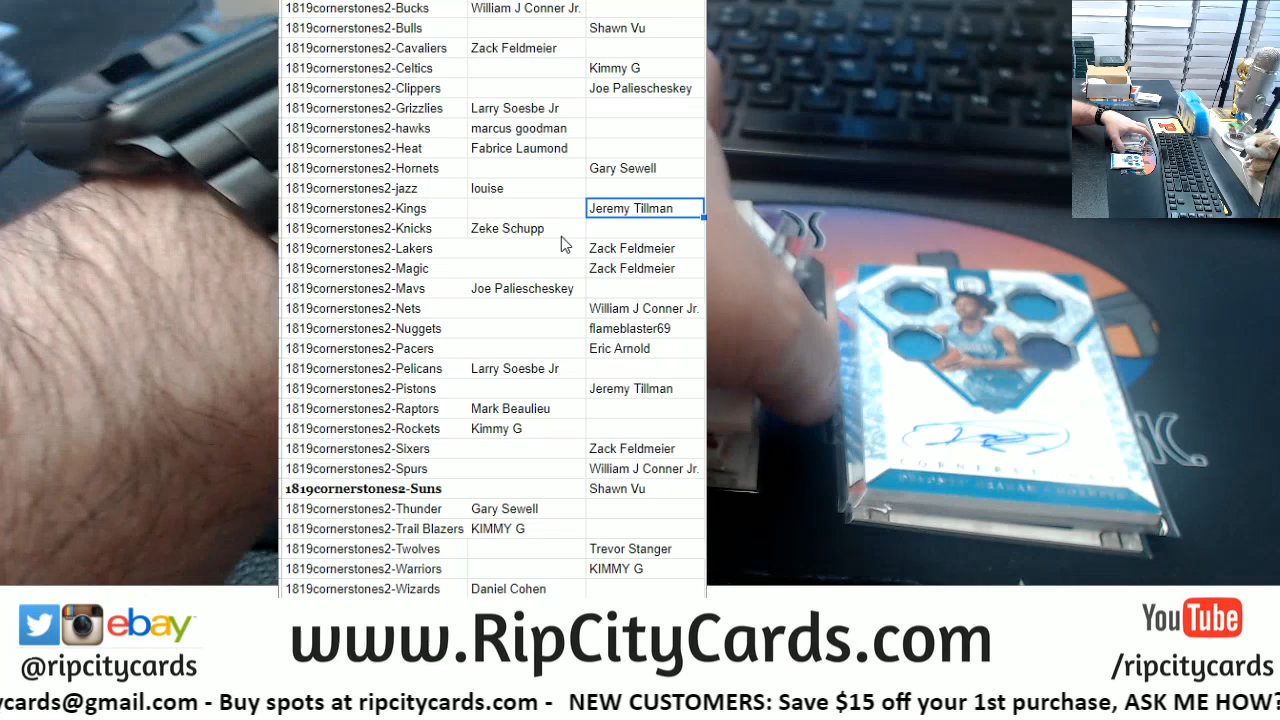 1819cornerstones2-Bucks William J Conner Jr.
1819cornerstones2-Bulls Shawn Vu
1819cornerstones2-Cavaliers Zack Feldmeier
1819cornerstones2-Celtics Kimmy G
1819cornerstones2-Clippers Joe Paliescheskey
1819cornerstones2-Grizzlies Larry Soesbe Jr
1819cornerstones2-hawks marcus goodman
1819cornerstones2-Heat Fabrice Laumond
1819cornerstones2-Hornets Gary Sewell
1819cornerstones2-jazz louise
1819cornerstones2-Kings Jeremy Tillman
1819cornerstones2-Knicks Zeke Schupp
1819cornerstones2-Lakers Zack Feldmeier
1819cornerstones2-Magic Zack Feldmeier
1819cornerstones2-Mavs Joe Paliescheskey
1819cornerstones2-Nets William J Conner Jr.
1819cornerstones2-Nuggets flameblaster69
1819cornerstones2-Pacers Eric Arnold
1819cornerstones2-Pelicans Larry Soesbe Jr
1819cornerstones2-Pistons Jeremy Tillman
1819cornerstones2-Raptors Mark Beaulieu
1819cornerstones2-Rockets Kimmy G
1819cornerstones2-Sixers Zack Feldmeier
1819cornerstones2-Spurs William J Conner Jr.
1819cornerstones2-Suns Shawn Vu
1819cornerstones2-Thunder Gary Sewell
1819cornerstones2-Trail Blazers KIMMY G
1819cornerstones2-Twolves Trevor Stanger
1819cornerstones2-Warriors KIMMY G
1819cornerstones2-Wizards Daniel Cohen
ebay
@ripcitycards
www.RipCityCards.com
YouTube
/ripcitycards
ycards@gmail.com - Buy spots at ripcitycards.com - NEW CUSTOMERS: Save $15 off your 1st purchase, ASK ME HOW?